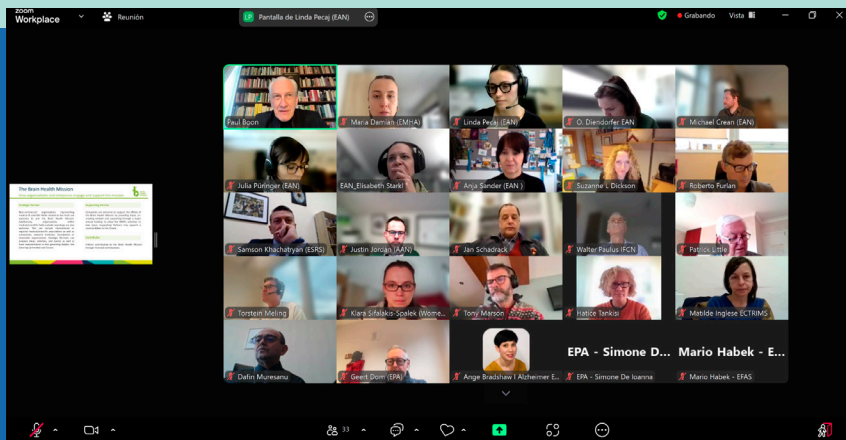 zoom
Workplace
Reunión
LP Pantalla de Linda Pecaj (EAN)
Grabando
Vista
Paul Boon
Maria Damian (EMHA)
Linda Pecaj (EAN)
O. Diendorfer EAN
Michael Crean (EAN)
Julia Püringer (EAN)
EAN_Elisabeth Starkl
Anja Sander (EAN )
Suzanne L Dickson
Roberto Furlan
Samson Khachatryan (ESRS)
Justin Jordan (AAN)
Jan Schadrack
Walter Paulus IFCN
Patrick Little
Torstein Meling
Klara Sifalakis-Spalek (Wome...
Tony Marson
Hatice Tankisi
Matilde Inglese ECTRIMS
Dafin Muresanu
Geert Dom (EPA)
Ange Bradshaw | Alzheimer E...
EPA - Simone D...
EPA - Simone De Ioanna
Mario Habek - E...
Mario Habek - EFAS
The Brain Health Mission
33